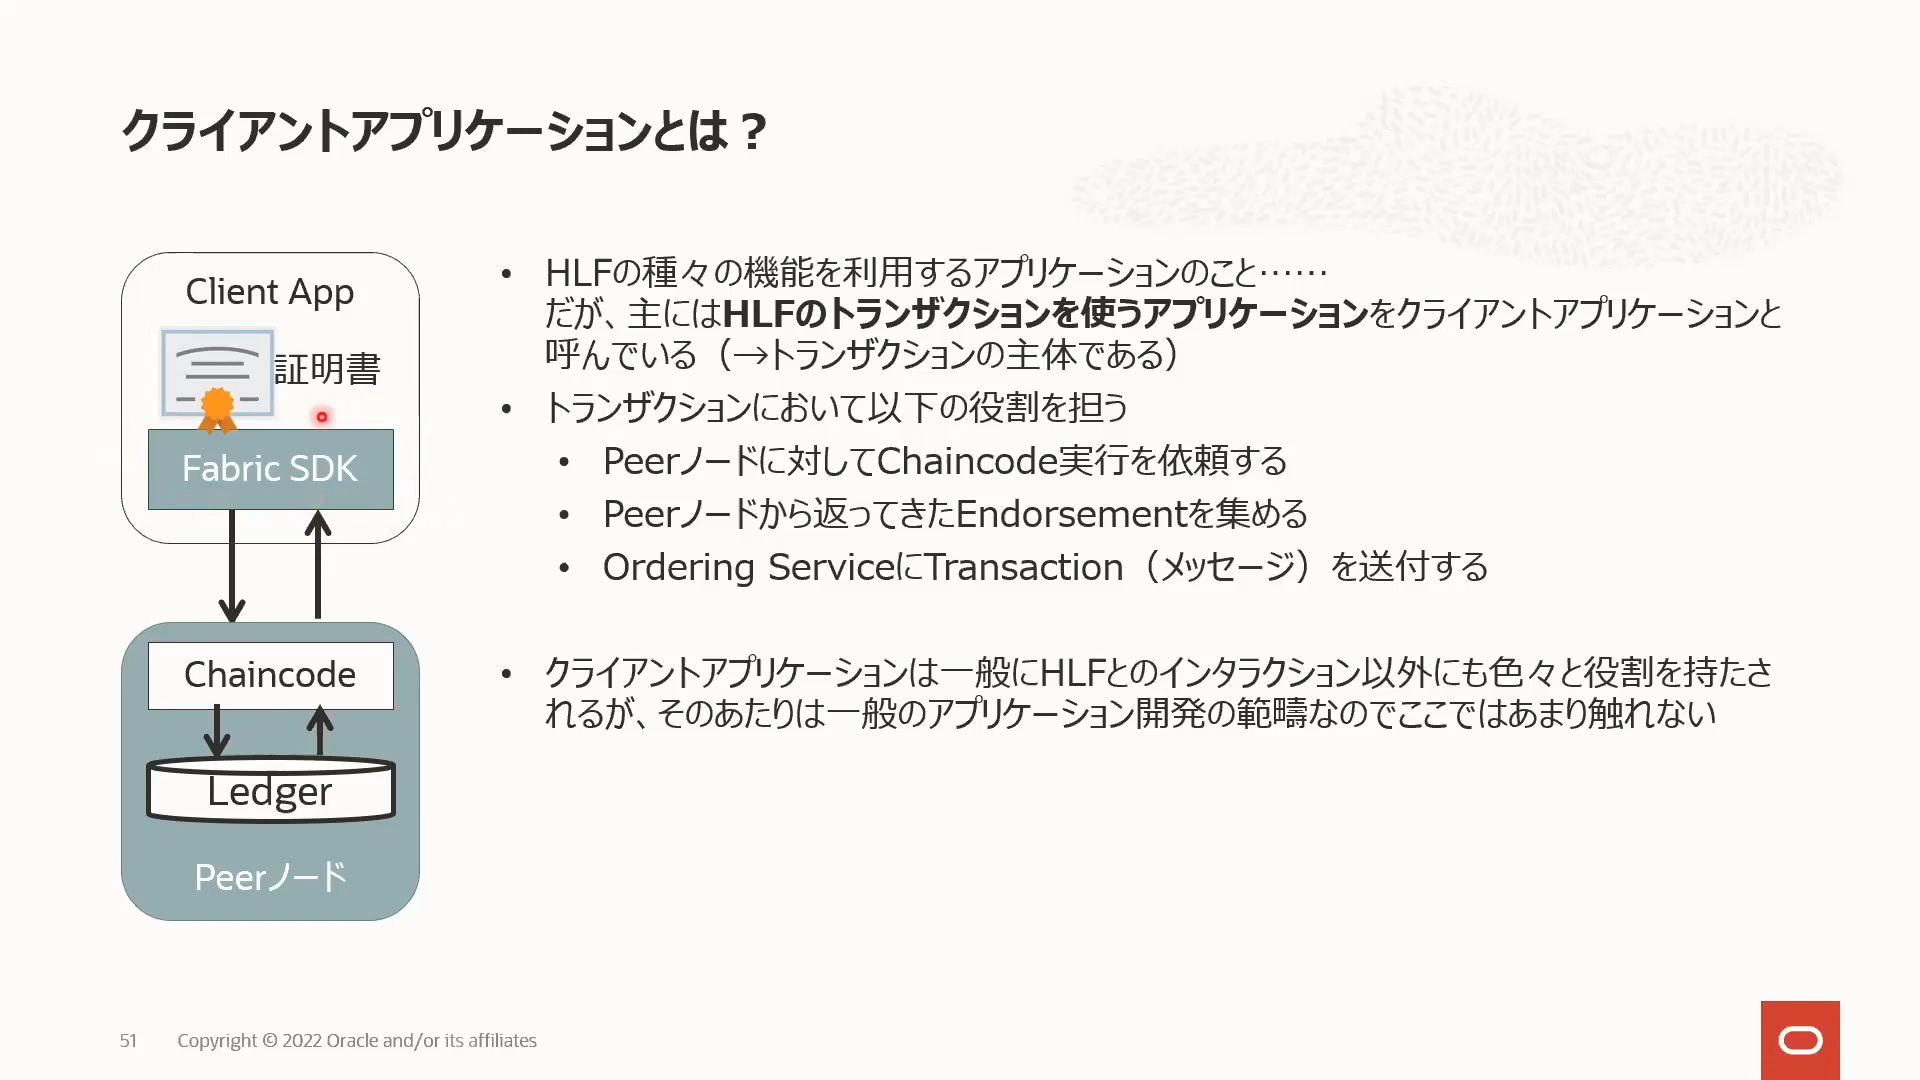 クライアントアプリケーションとは？
Client App
証明書
Fabric SDK
Chaincode
Ledger
Peerノード
• HLFの種々の機能を利用するアプリケーションのこと……
だが、主にはHLFのトランザクションを使うアプリケーションをクライアントアプリケーションと
呼んでいる（→トランザクションの主体である）
• トランザクションにおいて以下の役割を担う
• Peerノードに対してChaincode実行を依頼する
• Peerノードから返ってきたEndorsementを集める
• Ordering ServiceにTransaction（メッセージ）を送付する
• クライアントアプリケーションは一般にHLFとのインタラクション以外にも色々と役割を持たさ
れるが、そのあたりは一般のアプリケーション開発の範疇なのでここではあまり触れない
51 Copyright © 2022 Oracle and/or its affiliates